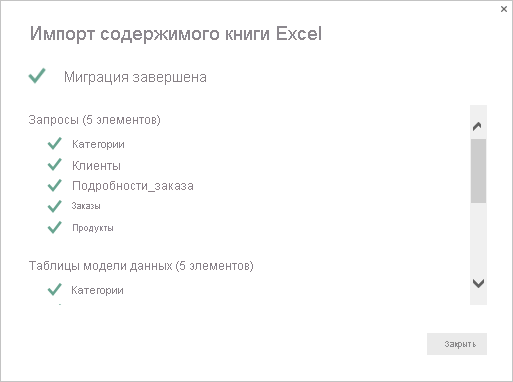 Импорт содержимого книги Excel
Миграция завершена
Запросы (5 элементов)
Категории
Клиенты
Подробности_заказа
Заказы
Продукты
Таблицы модели данных (5 элементов)
Категории
Закрыть